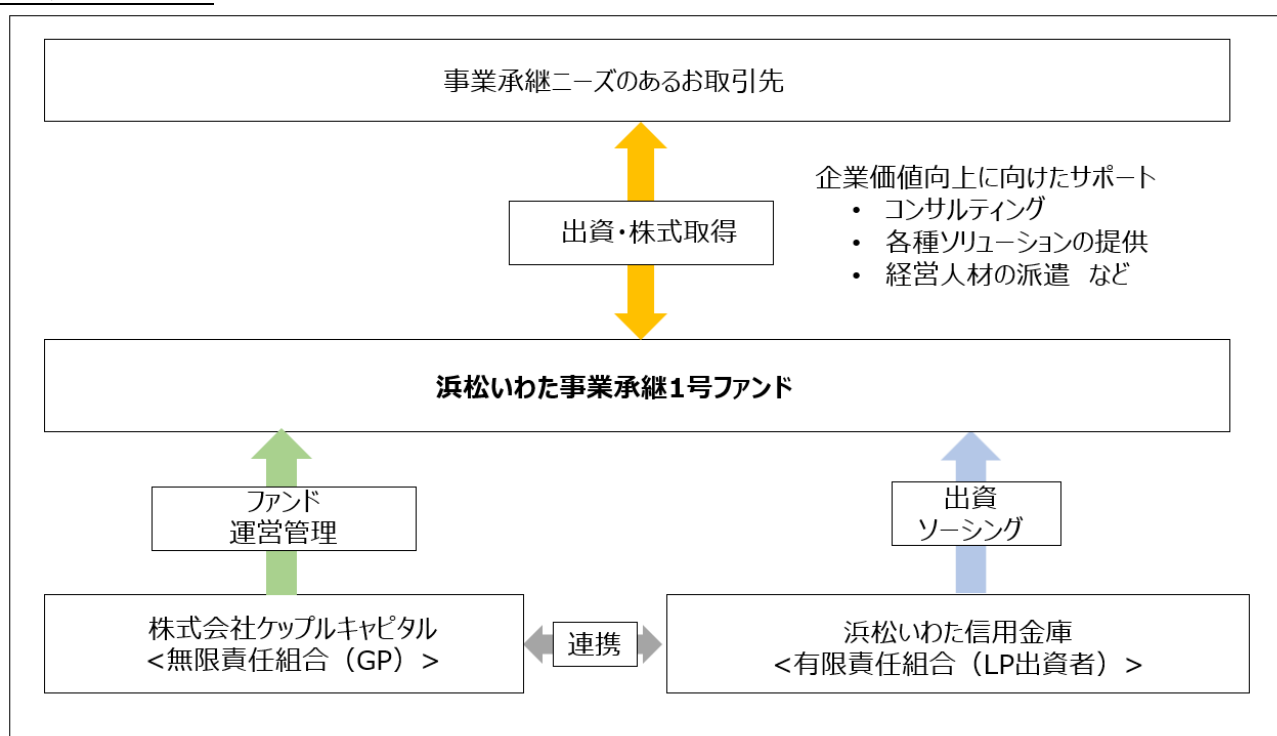 事業承継ニーズのあるお取引先
企業価値向上に向けたサポート
• コンサルティング
• 各種ソリューションの提供
• 経営人材の派遣 など
出資・株式取得
浜松いわた事業承継1号ファンド
ファンド
運営管理
出資
ソーシング
株式会社ケップルキャピタル
<無限責任組合（GP）>
連携
浜松いわた信用金庫
<有限責任組合（LP出資者）>